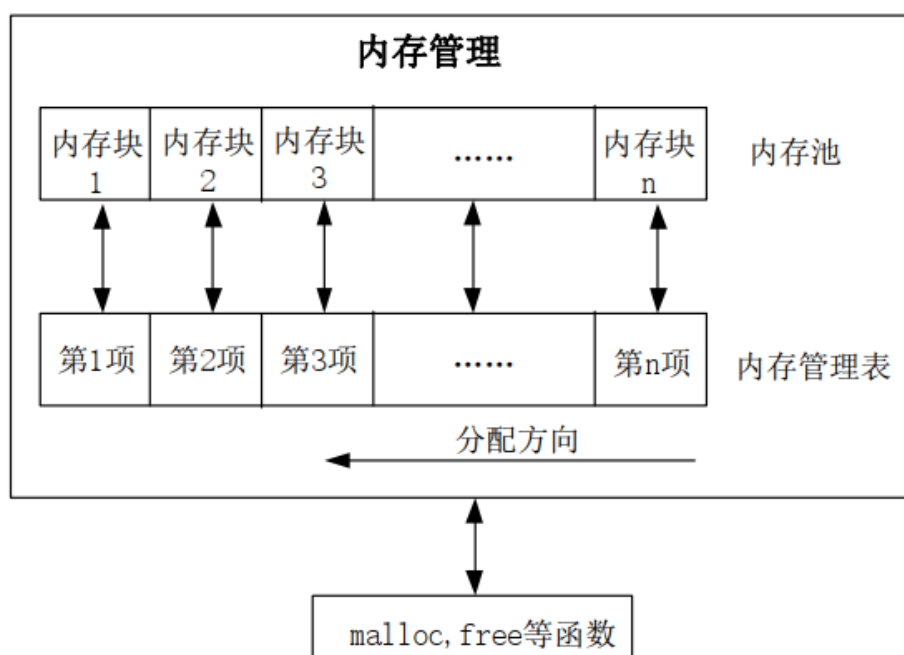 内存管理
内存块 内存块 内存块 …… 内存块 内存池
1 2 3 n
第1项 第2项 第3项 …… 第n项 内存管理表
分配方向
malloc,free等函数